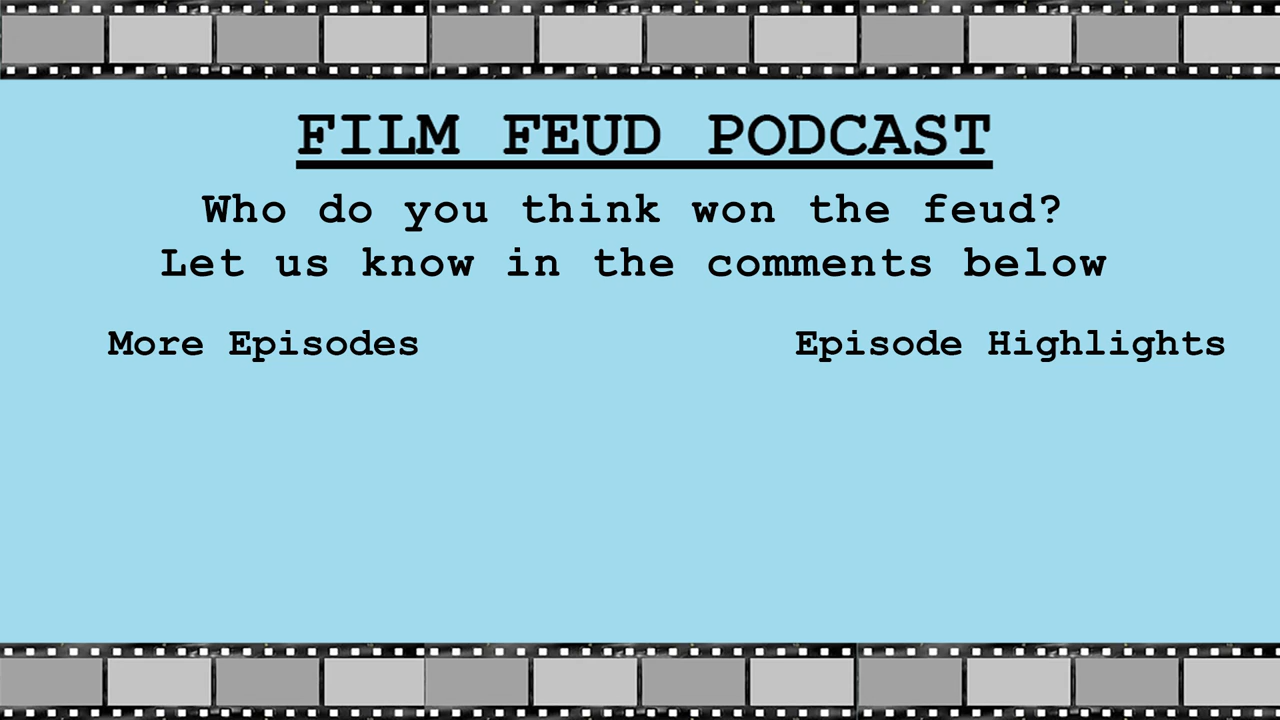 FILM FEUD PODCAST
Who do you think won the feud?
Let us know in the comments below
More Episodes
Episode Highlights